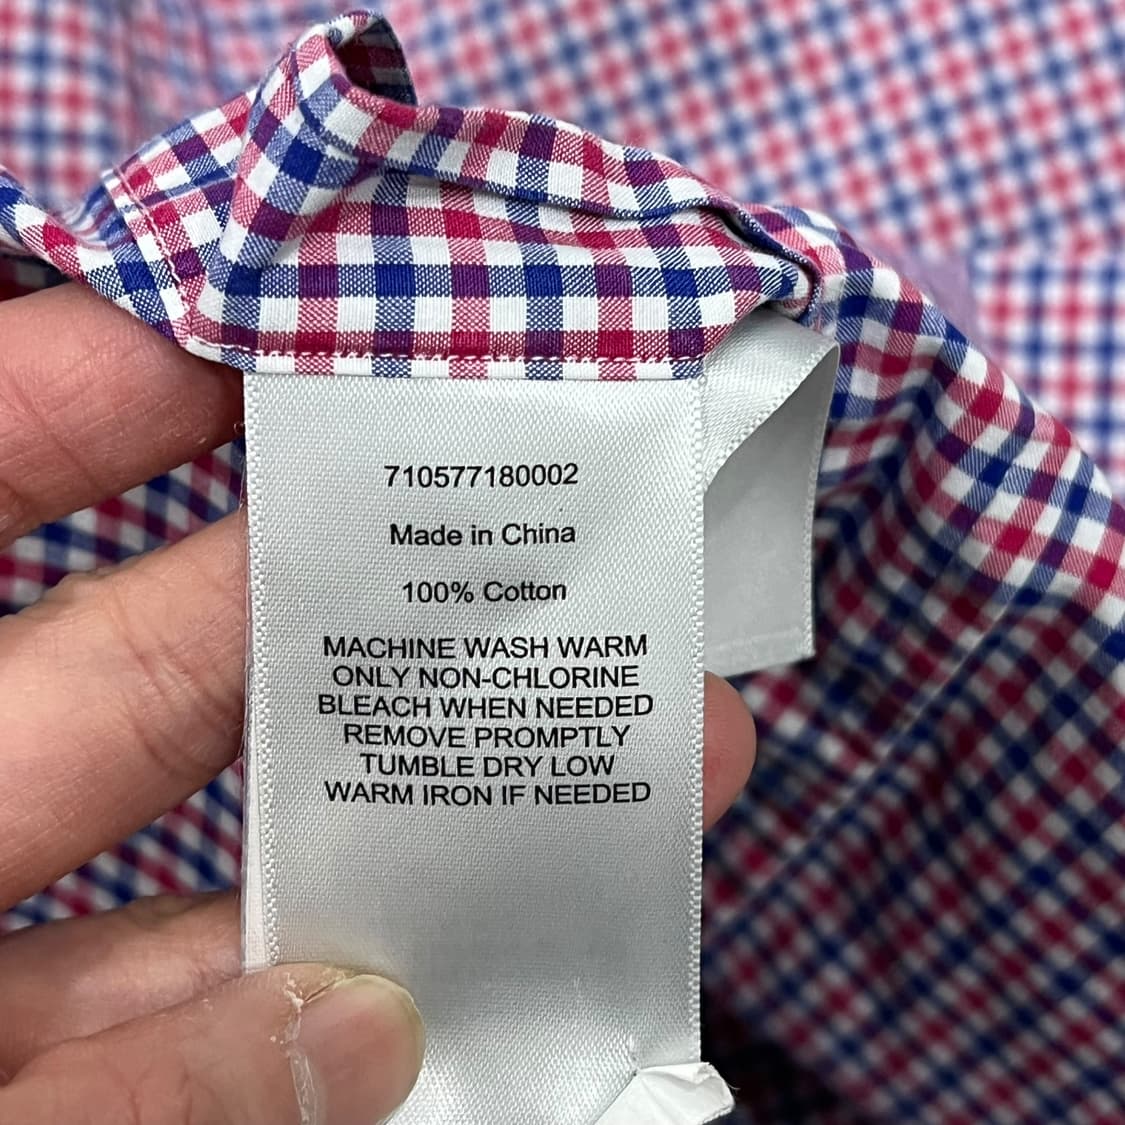 710577180002
Made in China
100% Cotton
MACHINE WASH WARM
ONLY NON-CHLORINE
BLEACH WHEN NEEDED
REMOVE PROMPTLY
TUMBLE DRY LOW
WARM IRON IF NEEDED